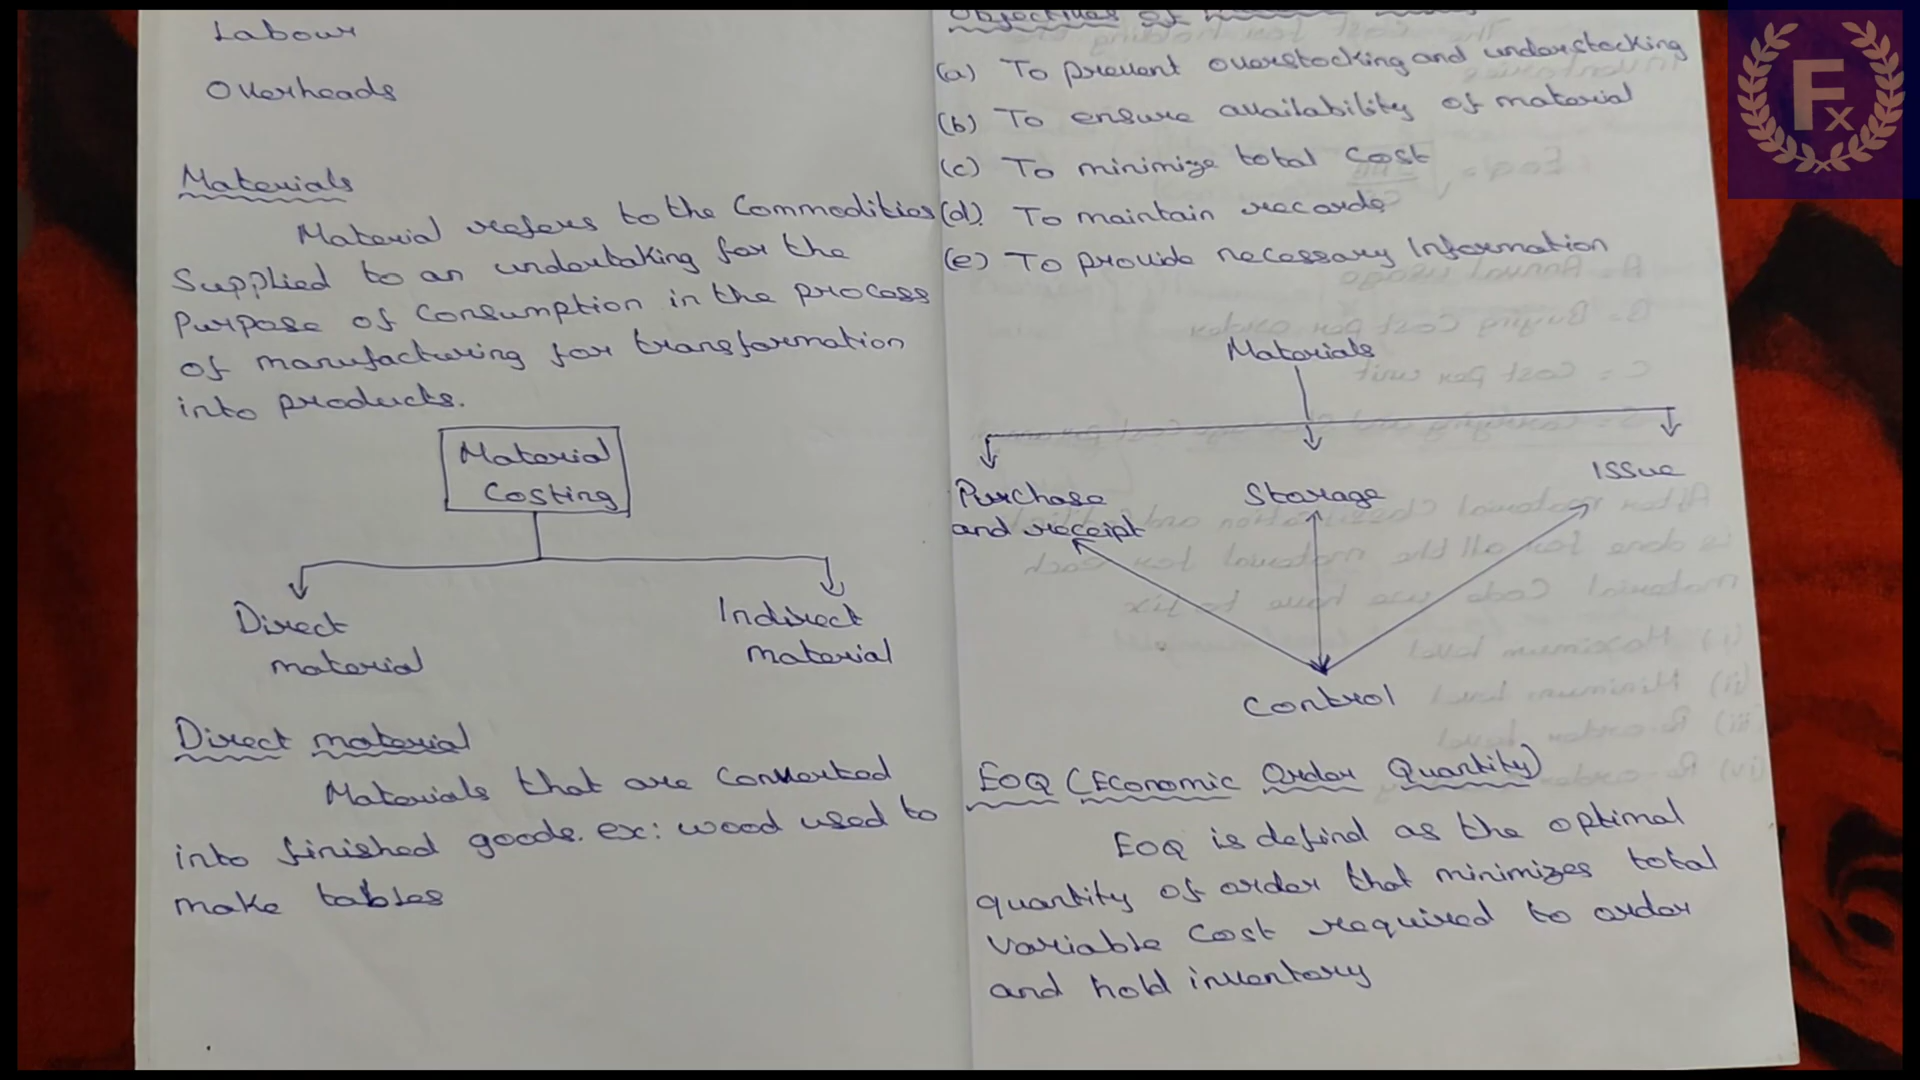 Labour
Overheads
Materials
Material refers to the Commodities
Supplied to an undertaking for the
Purpose of Consumption in the process
of manufacturing for transformation
into products.
Material
Costing
Direct
material
Indirect
material
Direct material
Materials that are Converted
into finished goods. ex: wood used to
make tables
Objectives of
(a) To prevent overstocking and understocking
(b) To ensure availability of material
(c) To minimize total Cost
(d) To maintain records
(e) To provide necessary Information
Materials
Purchase
and receipt
Storage
Issue
Control
EOQ (Economic Order Quantity)
EOQ is defind as the optimal
quantity of order that minimizes total
Variable Cost required to order
and hold inventory
Fx